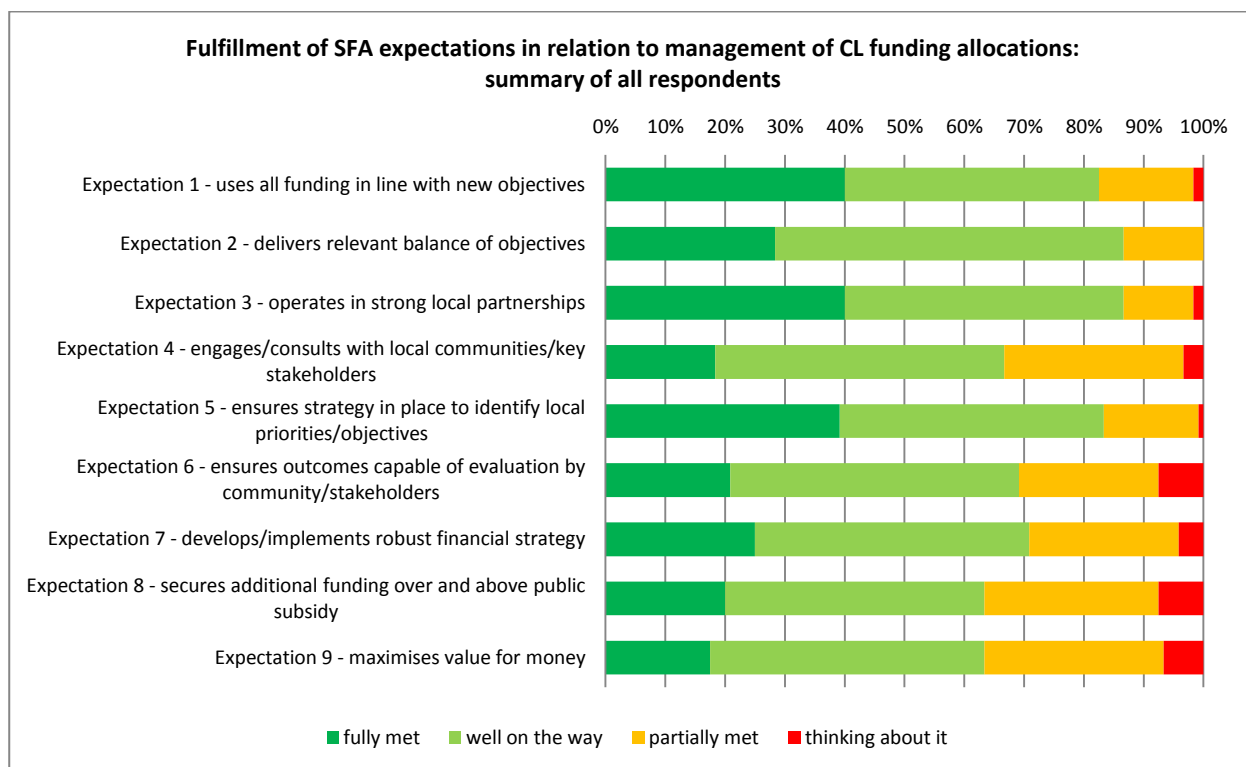 Fulfillment of SFA expectations in relation to management of CL funding allocations:
summary of all respondents
0% 10% 20% 30% 40% 50% 60% 70% 80% 90% 100%
Expectation 1 - uses all funding in line with new objectives
Expectation 2 - delivers relevant balance of objectives
Expectation 3 - operates in strong local partnerships
Expectation 4 - engages/consults with local communities/key
stakeholders
Expectation 5 - ensures strategy in place to identify local
priorities/objectives
Expectation 6 - ensures outcomes capable of evaluation by
community/stakeholders
Expectation 7 - develops/implements robust financial strategy
Expectation 8 - secures additional funding over and above public
subsidy
Expectation 9 - maximises value for money
fully met well on the way partially met thinking about it